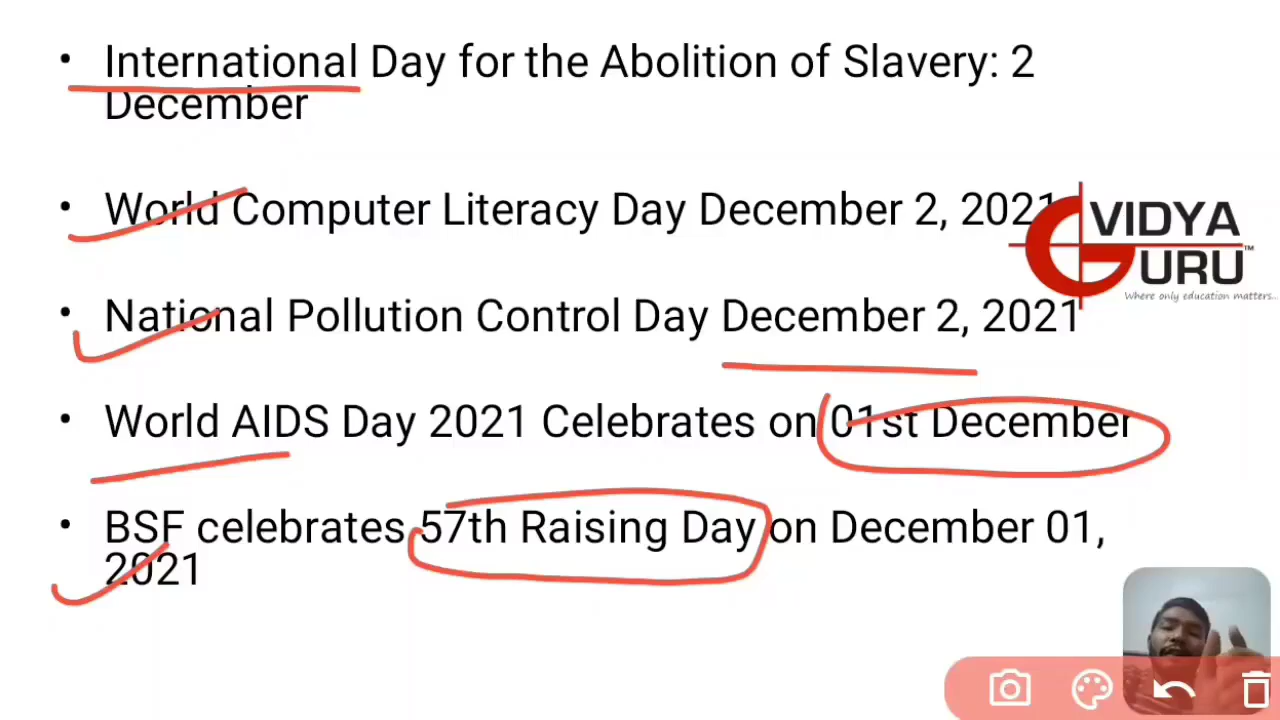 • International Day for the Abolition of Slavery: 2
December
• World Computer Literacy Day December 2, 2021
VIDYA
GURU™
Where only education matters...
• National Pollution Control Day December 2, 2021
• World AIDS Day 2021 Celebrates on 01st December
• BSF celebrates 57th Raising Day on December 01,
2021